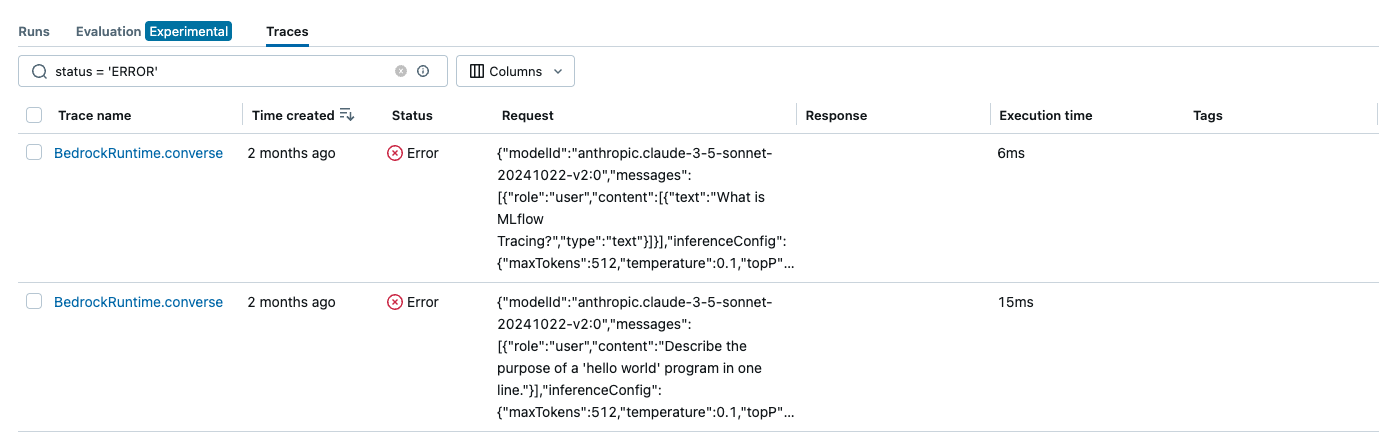 Runs Evaluation Experimental Traces
status = 'ERROR' Columns
Trace name Time created Status Request Response Execution time Tags
BedrockRuntime.converse 2 months ago Error {"modelId":"anthropic.claude-3-5-sonnet- 6ms
20241022-v2:0","messages":
[{"role":"user","content":[{"text":"What is
MLflow
Tracing?","type":"text"}]}],"inferenceConfig":
{"maxTokens":512,"temperature":0.1,"topP"...
BedrockRuntime.converse 2 months ago Error {"modelId":"anthropic.claude-3-5-sonnet- 15ms
20241022-v2:0","messages":
[{"role":"user","content":"Describe the
purpose of a 'hello world' program in one
line."}],"inferenceConfig":
{"maxTokens":512,"temperature":0.1,"topP"...